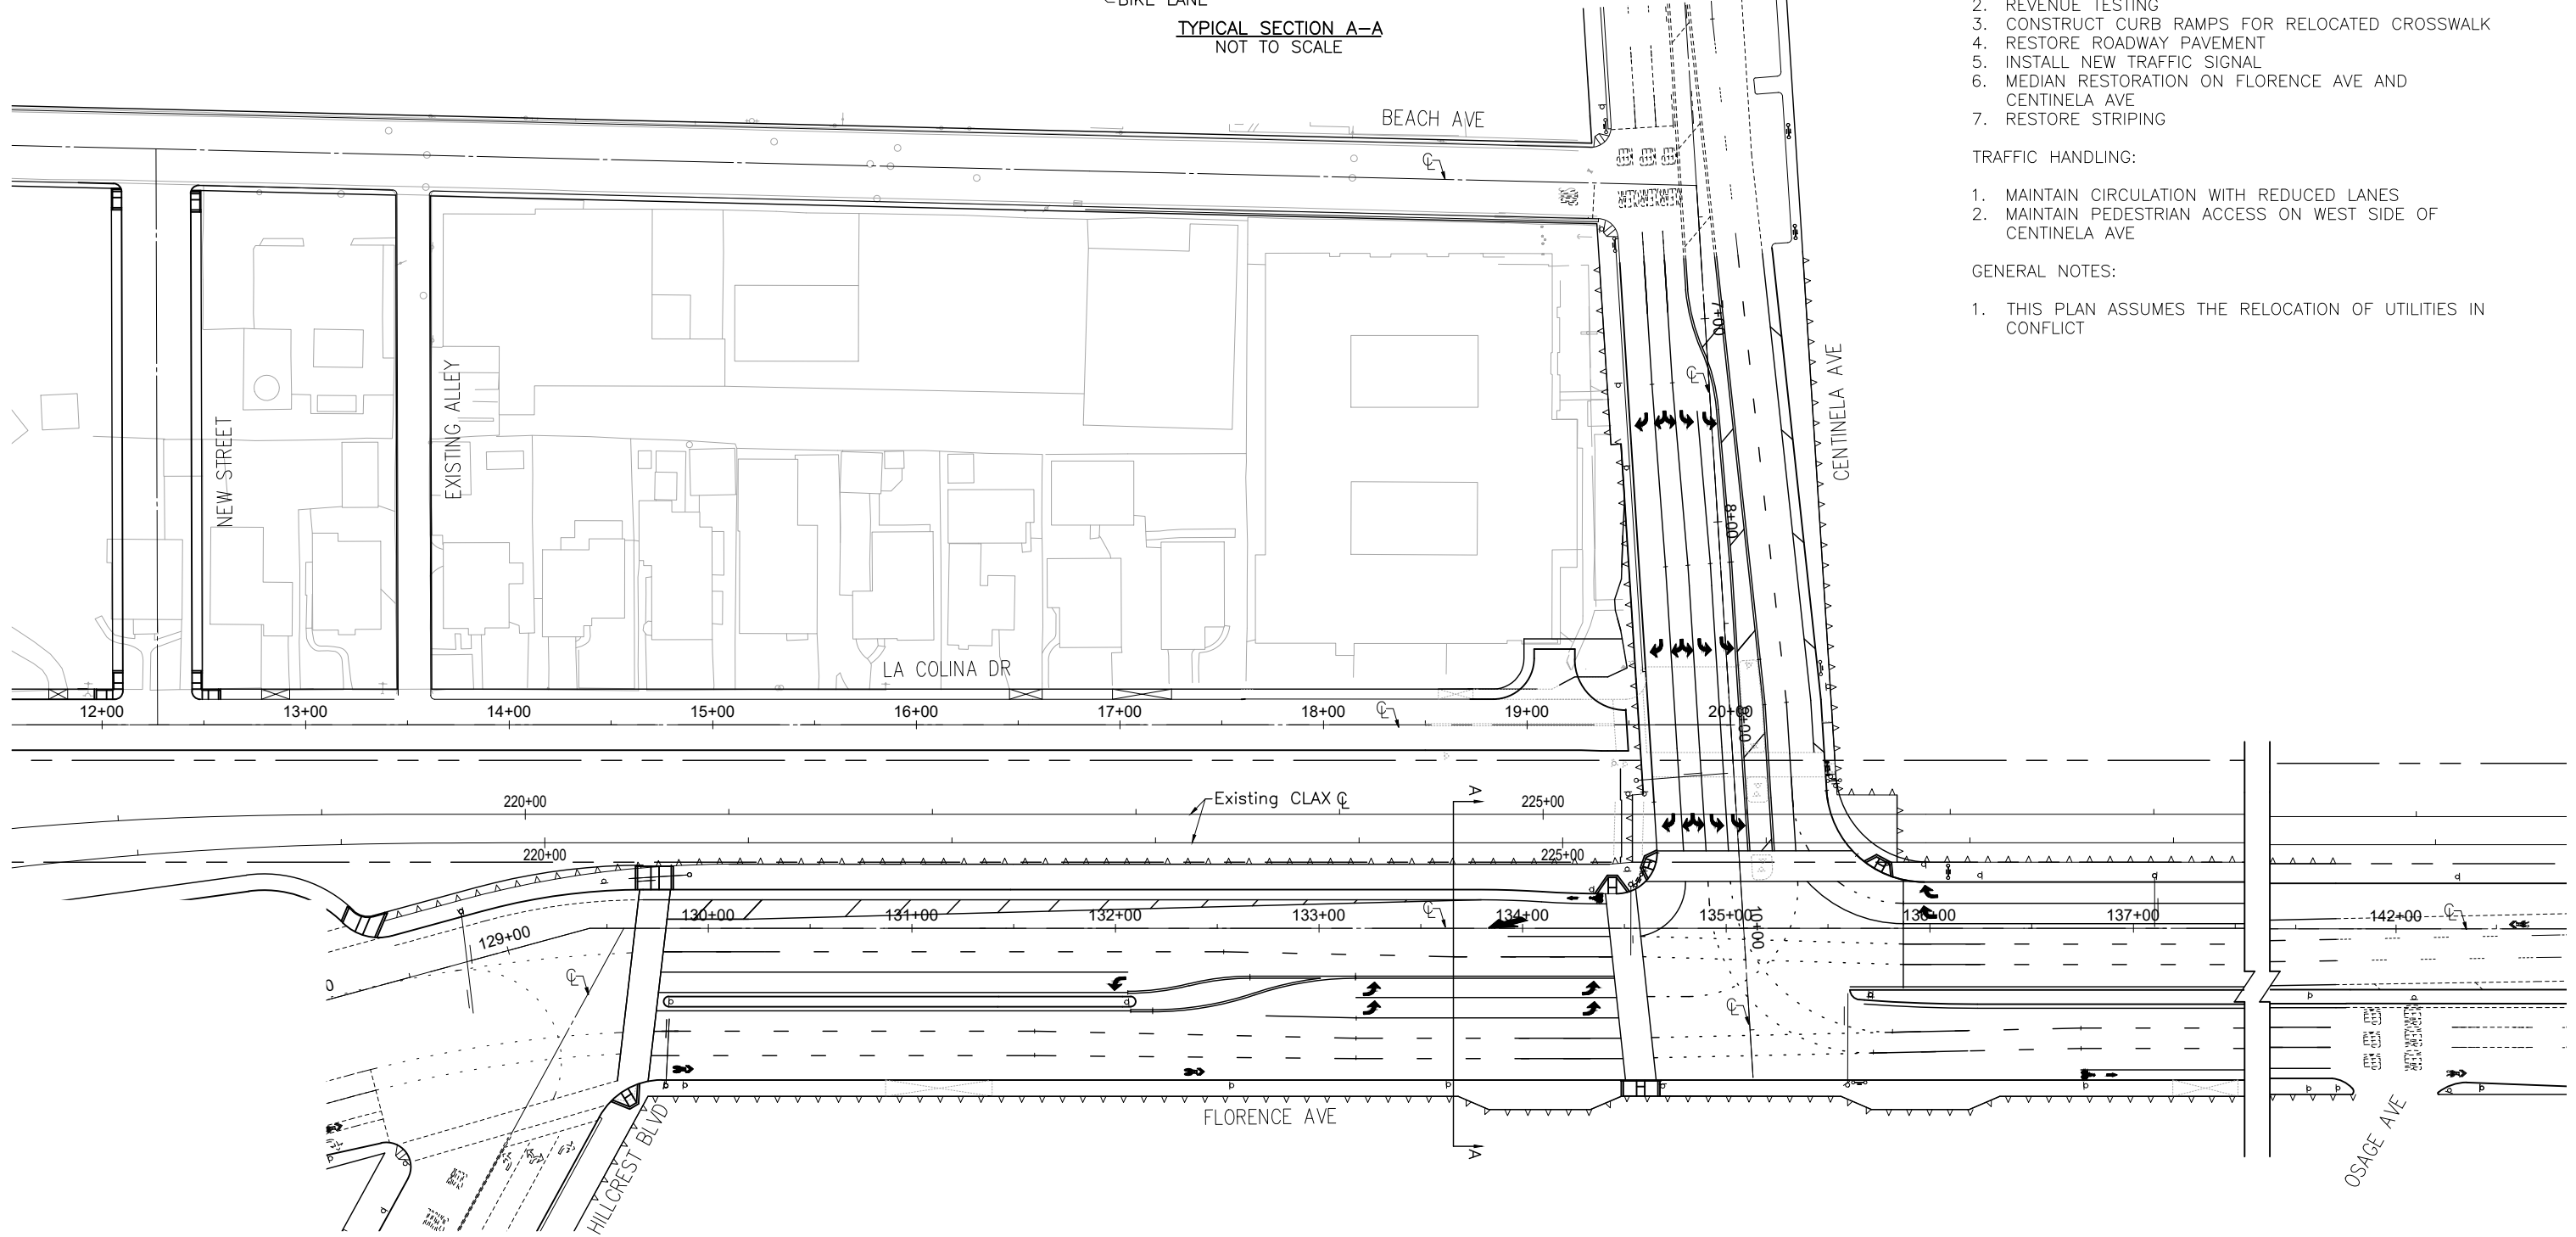 BIKE LANE
TYPICAL SECTION A–A
NOT TO SCALE
2. REVENUE TESTING
3. CONSTRUCT CURB RAMPS FOR RELOCATED CROSSWALK
4. RESTORE ROADWAY PAVEMENT
5. INSTALL NEW TRAFFIC SIGNAL
6. MEDIAN RESTORATION ON FLORENCE AVE AND
CENTINELA AVE
7. RESTORE STRIPING
TRAFFIC HANDLING:
1. MAINTAIN CIRCULATION WITH REDUCED LANES
2. MAINTAIN PEDESTRIAN ACCESS ON WEST SIDE OF
CENTINELA AVE
GENERAL NOTES:
1. THIS PLAN ASSUMES THE RELOCATION OF UTILITIES IN
CONFLICT
BEACH AVE
℄
7+00
℄
CENTINELA AVE
NEW STREET
EXISTING ALLEY
8+00
LA COLINA DR
12+00 13+00 14+00 15+00 16+00 17+00 18+00 ℄ 19+00
220+00
Existing CLAX ℄
A
225+00
220+00
225+00
129+00
130+00 131+00 132+00 133+00 ℄ 134+00 135+00 136+00 137+00 142+00 ℄
10+00
℄
℄
FLORENCE AVE
A
HILLCREST BLVD
OSAGE AVE